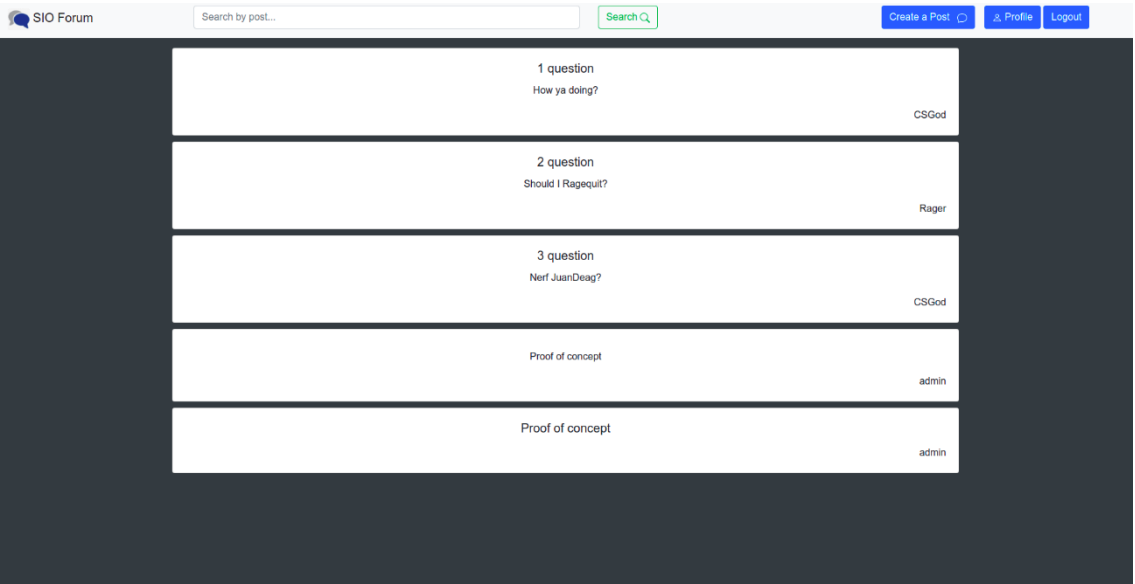 SIO Forum
Search by post...
Search
Create a Post
Profile
Logout
1 question
How ya doing?
CSGod
2 question
Should I Ragequit?
Rager
3 question
Nerf JuanDeag?
CSGod
Proof of concept
admin
Proof of concept
admin